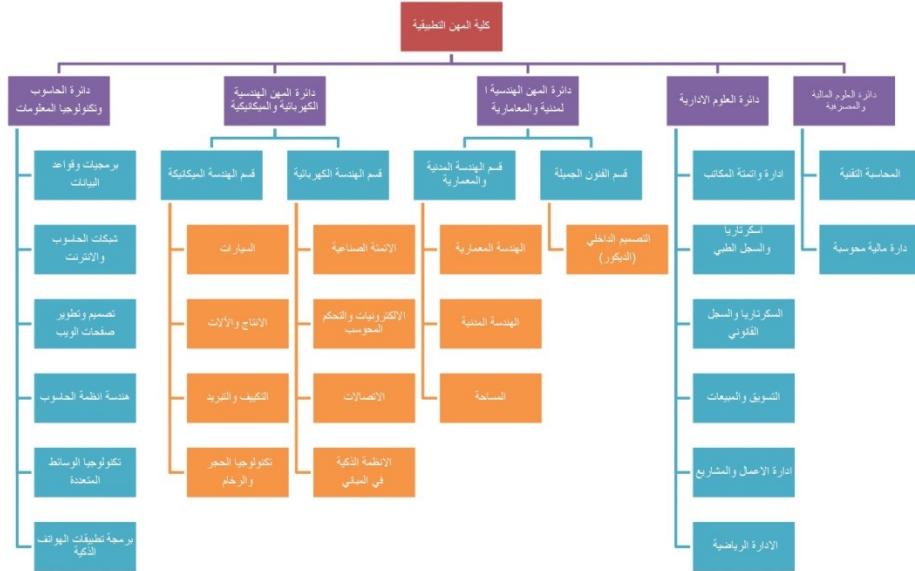 كلية المهن التطبيقية
دائرة العلوم المالية
والمصرفية
دائرة العلوم الادارية
دائرة المهن الهندسية ا
لمدنية والمعامارية
دائرة المهن الهندسية
الكهربائية والميكانيكية
دائرة الحاسوب
وتكنولوجيا المعلومات
المحاسبة التقنية
دارة مالية محوسبة
ادارة واتمتة المكاتب
اسكرتاريا
والسجل الطبي
السكرتاريا والسجل
القانوني
التسويق والمبيعات
ادارة الاعمال والمشاريع
الادارة الرياضية
قسم الفنون الجميلة
التصميم الداخلي
(الديكور)
قسم الهندسة المدنية
والمعمارية
الهندسة المعمارية
الهندسة المدنية
المساحة
قسم الهندسة الكهربائية
الاتمتة الصناعية
الالكترونيات والتحكم
المحوسب
الاتصالات
الانظمة الذكية
في المباني
قسم الهندسة الميكانيكة
السيارات
الانتاج والألات
التكييف والتبريد
تكنولوجيا الحجر
والرخام
برمجيات وقواعد
البيانات
شبكات الحاسوب
والانترنت
تصميم وتطوير
صفحات الويب
هندسة انظمة الحاسوب
تكنولوجيا الوسائط
المتعددة
برمجة تطبيقات الهواتف
الذكية